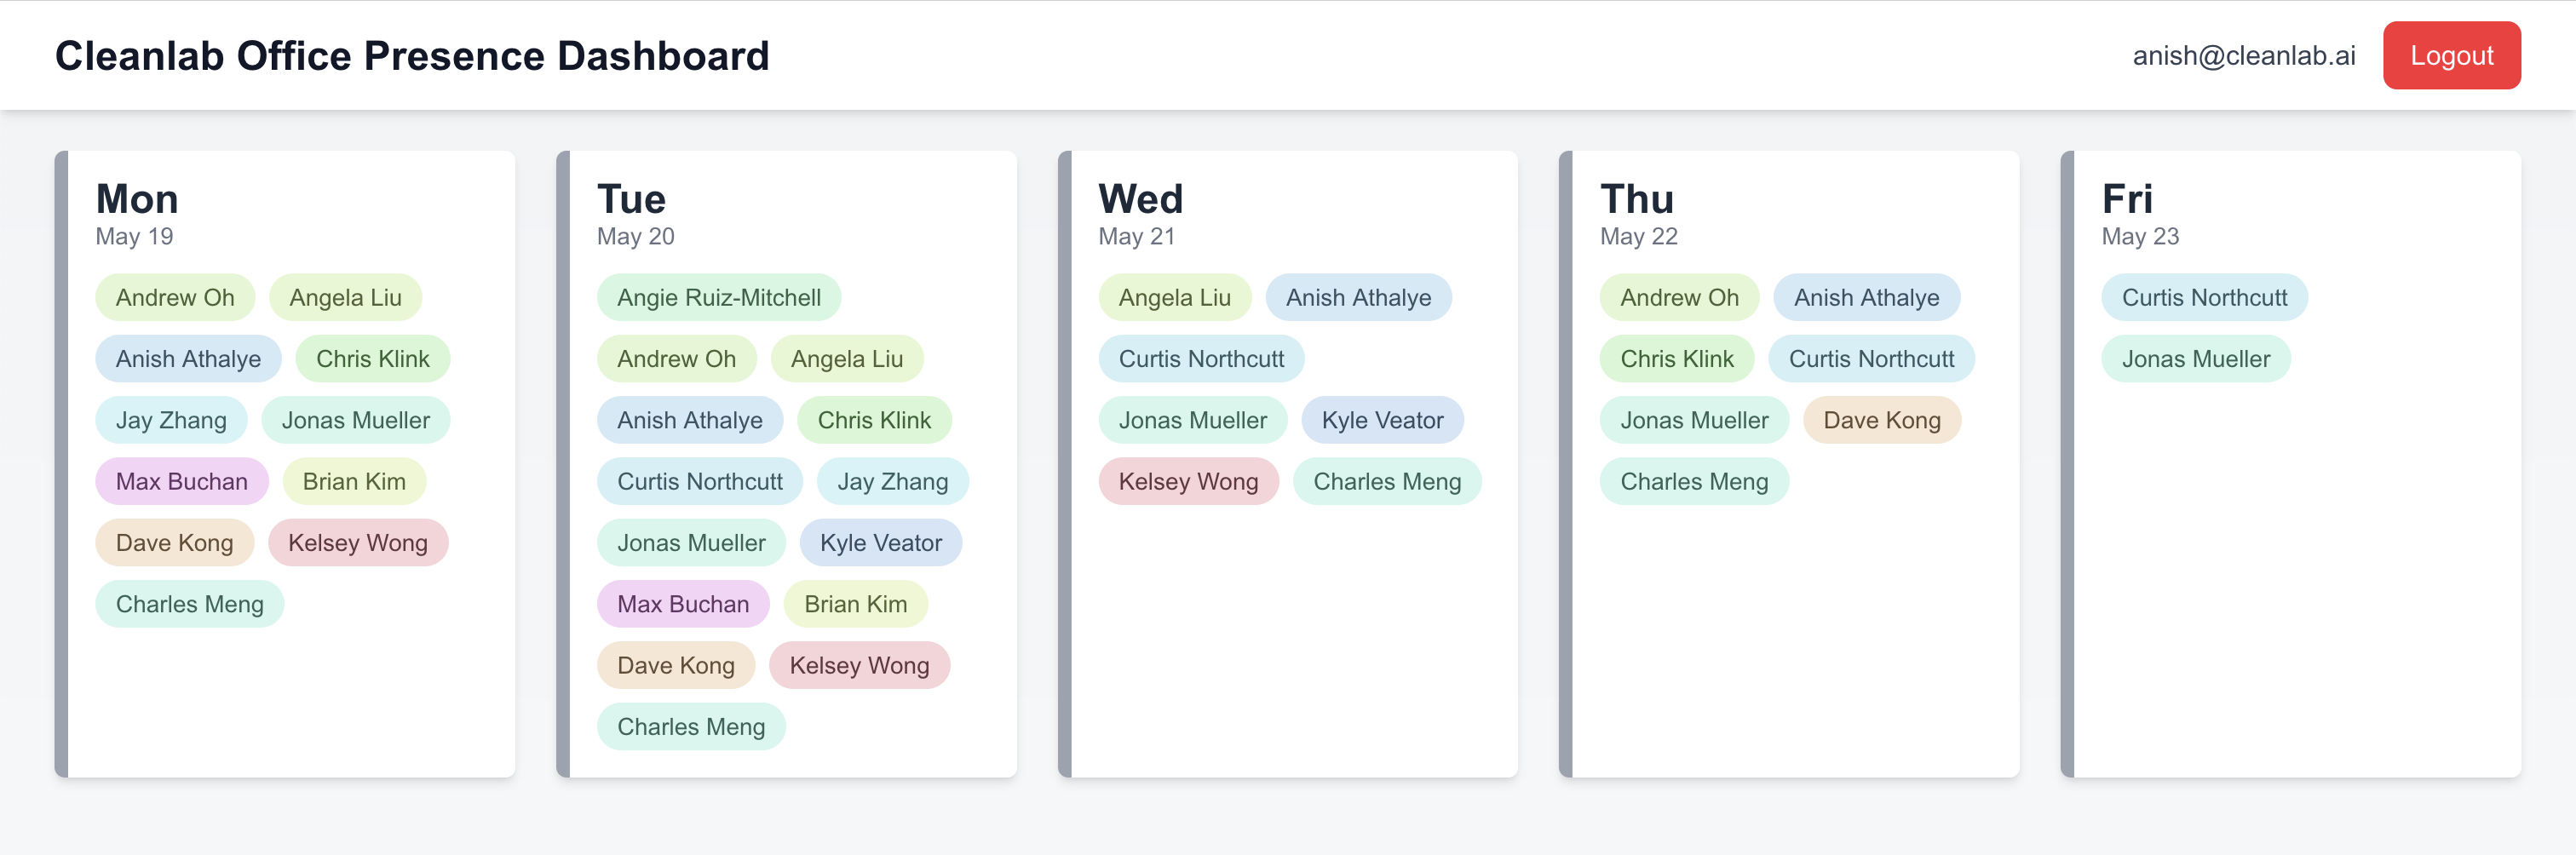 Cleanlab Office Presence Dashboard
anish@cleanlab.ai
Logout
Mon
May 19
Andrew Oh Angela Liu
Anish Athalye Chris Klink
Jay Zhang Jonas Mueller
Max Buchan Brian Kim
Dave Kong Kelsey Wong
Charles Meng
Tue
May 20
Angie Ruiz-Mitchell
Andrew Oh Angela Liu
Anish Athalye Chris Klink
Curtis Northcutt Jay Zhang
Jonas Mueller Kyle Veator
Max Buchan Brian Kim
Dave Kong Kelsey Wong
Charles Meng
Wed
May 21
Angela Liu Anish Athalye
Curtis Northcutt
Jonas Mueller Kyle Veator
Kelsey Wong Charles Meng
Thu
May 22
Andrew Oh Anish Athalye
Chris Klink Curtis Northcutt
Jonas Mueller Dave Kong
Charles Meng
Fri
May 23
Curtis Northcutt
Jonas Mueller